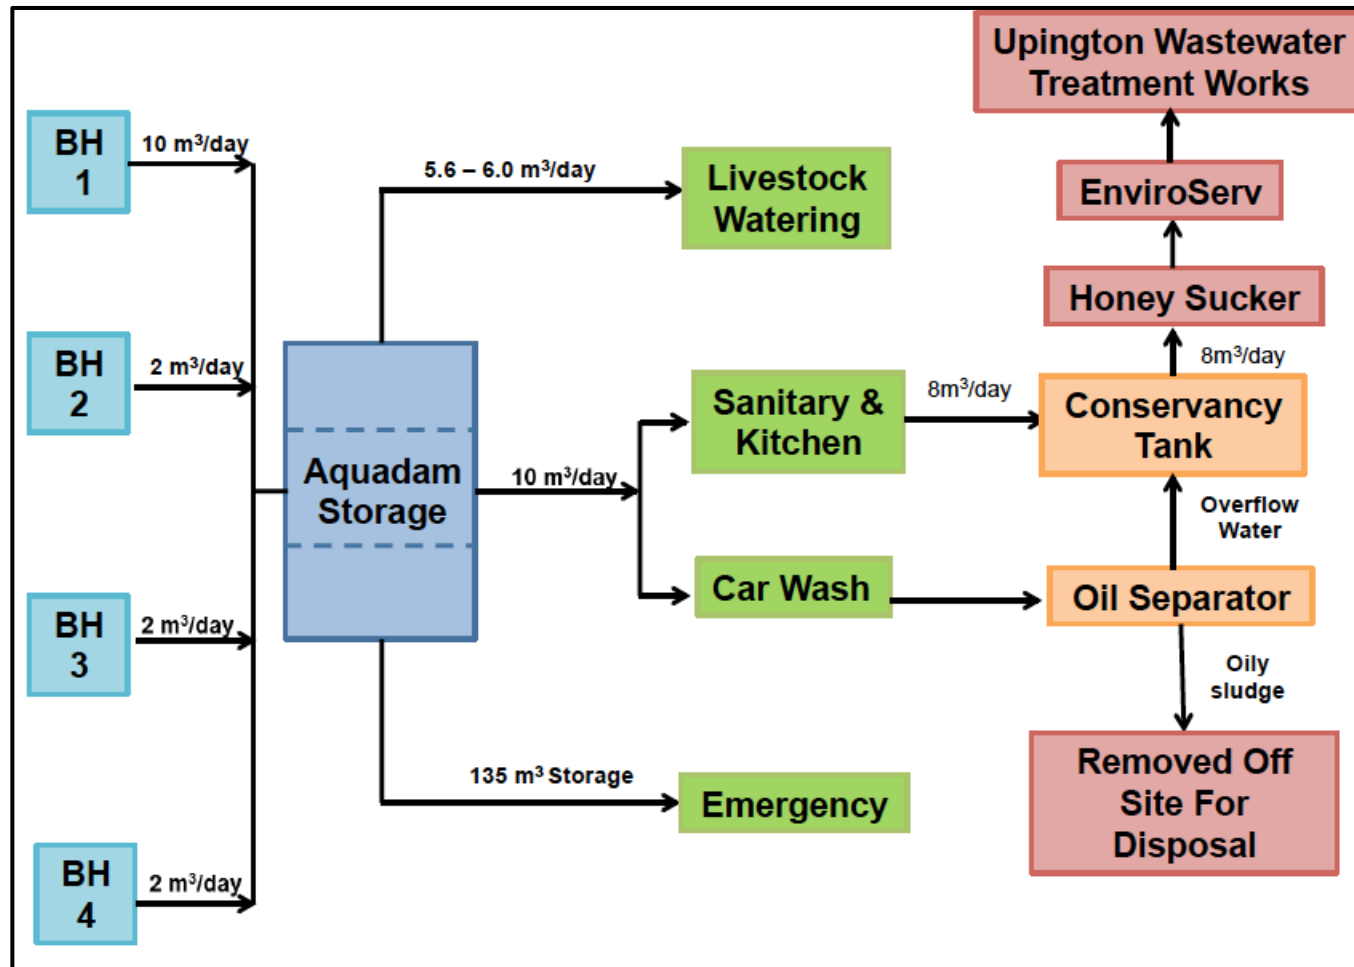 BH
1
10 m³/day
BH
2
2 m³/day
BH
3
2 m³/day
BH
4
2 m³/day
Aquadam
Storage
5.6 – 6.0 m³/day
Livestock
Watering
10 m³/day
Sanitary &
Kitchen
Car Wash
135 m³ Storage
Emergency
8m³/day
Upington Wastewater
Treatment Works
EnviroServ
Honey Sucker
8m³/day
Conservancy
Tank
Overflow
Water
Oil Separator
Oily
sludge
Removed Off
Site For
Disposal